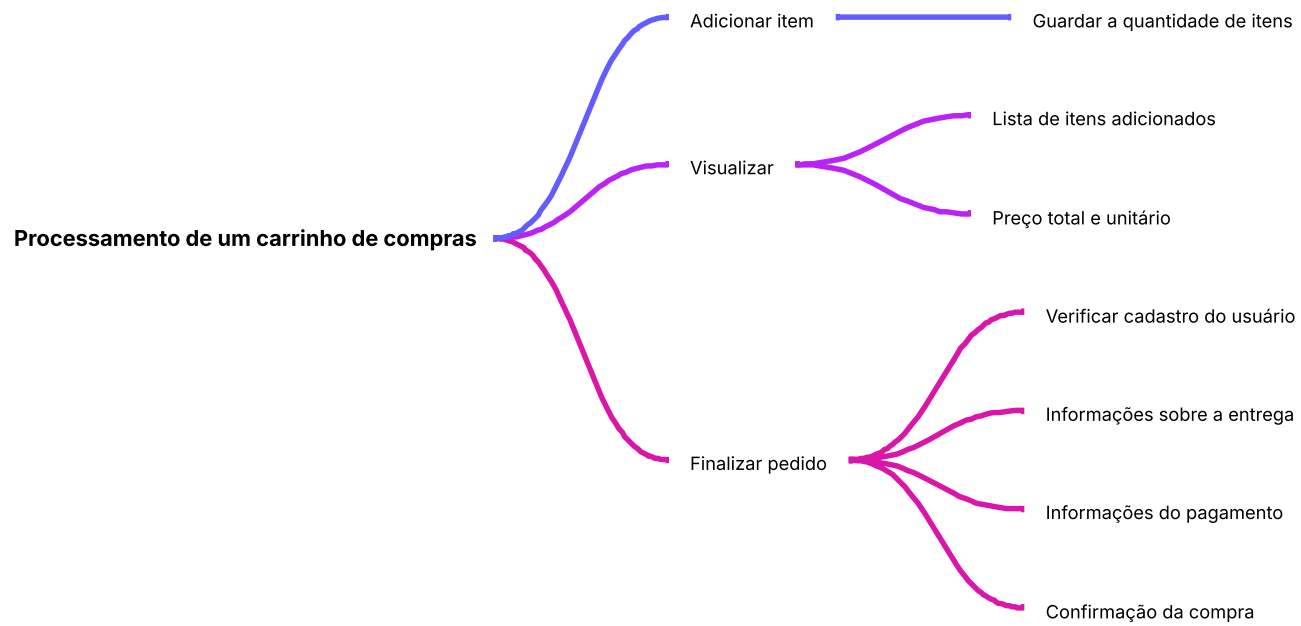 Processamento de um carrinho de compras
Adicionar item
Guardar a quantidade de itens
Visualizar
Lista de itens adicionados
Preço total e unitário
Finalizar pedido
Verificar cadastro do usuário
Informações sobre a entrega
Informações do pagamento
Confirmação da compra